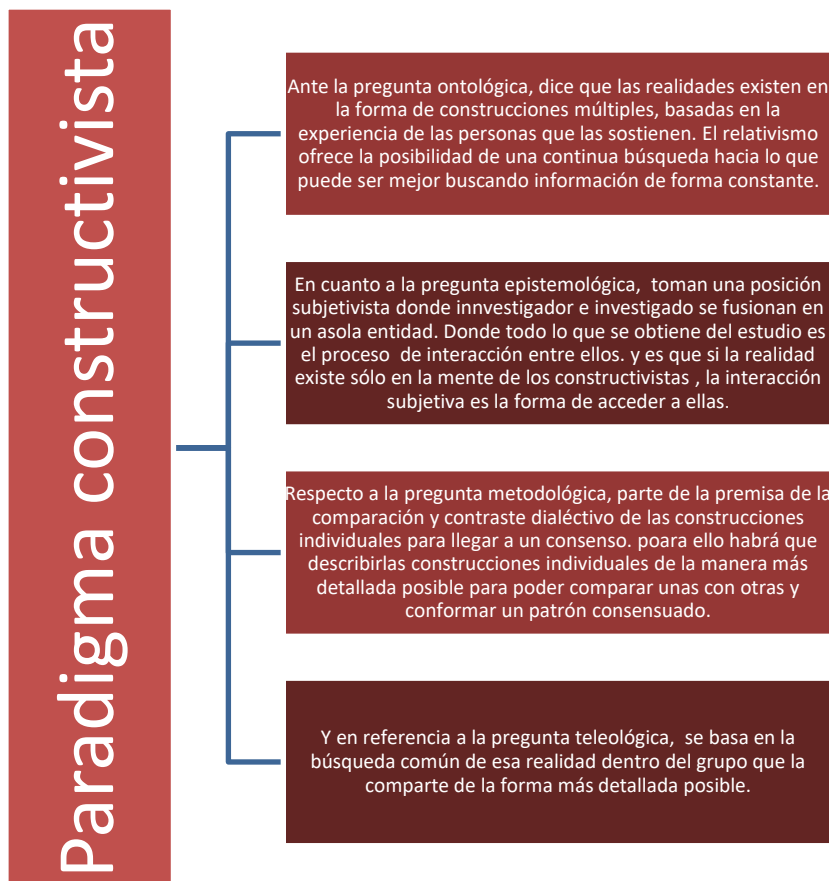 Paradigma constructivista
Ante la pregunta ontológica, dice que las realidades existen en
la forma de construcciones múltiples, basadas en la
experiencia de las personas que las sostienen. El relativismo
ofrece la posibilidad de una continua búsqueda hacia lo que
puede ser mejor buscando información de forma constante.
En cuanto a la pregunta epistemológica, toman una posición
subjetivista donde innvestigador e investigado se fusionan en
un asola entidad. Donde todo lo que se obtiene del estudio es
el proceso de interacción entre ellos. y es que si la realidad
existe sólo en la mente de los constructivistas , la interacción
subjetiva es la forma de acceder a ellas.
Respecto a la pregunta metodológica, parte de la premisa de la
comparación y contraste dialéctivo de las construcciones
individuales para llegar a un consenso. poara ello habrá que
describirlas construcciones individuales de la manera más
detallada posible para poder comparar unas con otras y
conformar un patrón consensuado.
Y en referencia a la pregunta teleológica, se basa en la
búsqueda común de esa realidad dentro del grupo que la
comparte de la forma más detallada posible.